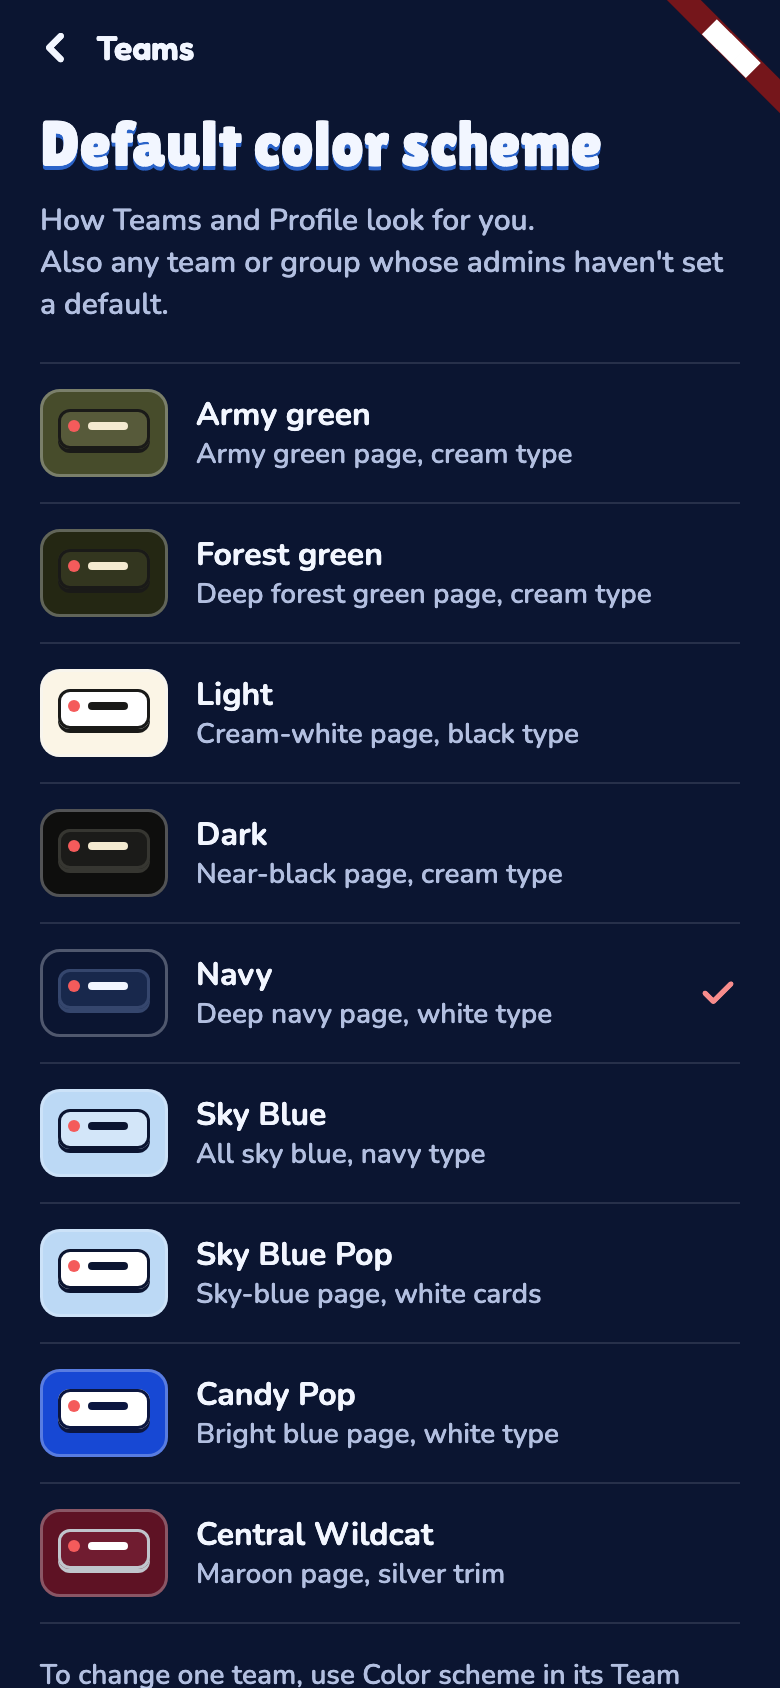 Teams
Default color scheme
How Teams and Profile look for you.
Also any team or group whose admins haven't set
a default.
Army green
Army green page, cream type
Forest green
Deep forest green page, cream type
Light
Cream-white page, black type
Dark
Near-black page, cream type
Navy
Deep navy page, white type
Sky Blue
All sky blue, navy type
Sky Blue Pop
Sky-blue page, white cards
Candy Pop
Bright blue page, white type
Central Wildcat
Maroon page, silver trim
To change one team, use Color scheme in its Team